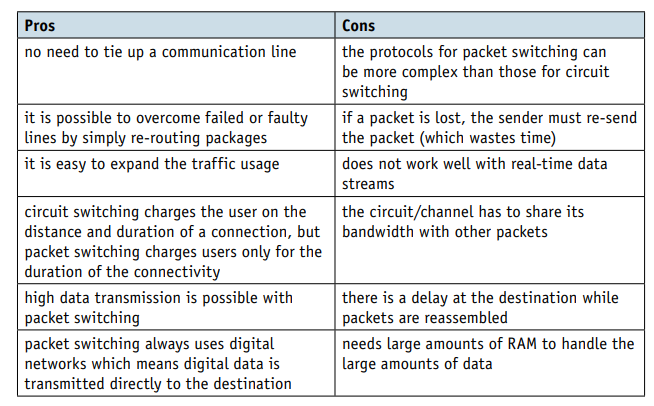 Pros
Cons
no need to tie up a communication line
the protocols for packet switching can
be more complex than those for circuit
switching
it is possible to overcome failed or faulty
lines by simply re-routing packages
if a packet is lost, the sender must re-send
the packet (which wastes time)
it is easy to expand the traffic usage
does not work well with real-time data
streams
circuit switching charges the user on the
distance and duration of a connection, but
packet switching charges users only for the
duration of the connectivity
the circuit/channel has to share its
bandwidth with other packets
high data transmission is possible with
packet switching
there is a delay at the destination while
packets are reassembled
packet switching always uses digital
networks which means digital data is
transmitted directly to the destination
needs large amounts of RAM to handle the
large amounts of data